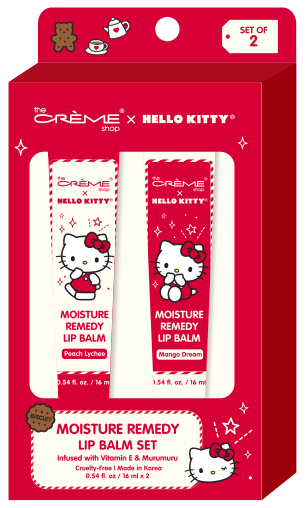 SET OF
2
the
CRÈME®
shop
× HELLO KITTY®
the
CRÈME®
shop
×
HELLO KITTY®
MOISTURE
REMEDY
LIP BALM
Peach Lychee
0.54 fl. oz. / 16 ml
the
CRÈME®
shop
×
HELLO KITTY®
MOISTURE
REMEDY
LIP BALM
Mango Dream
0.54 fl. oz. / 16 ml
BISCUIT
MOISTURE REMEDY
LIP BALM SET
Infused with Vitamin E & Murumuru
Cruelty-Free | Made in Korea
0.54 fl. oz / 16 ml x 2